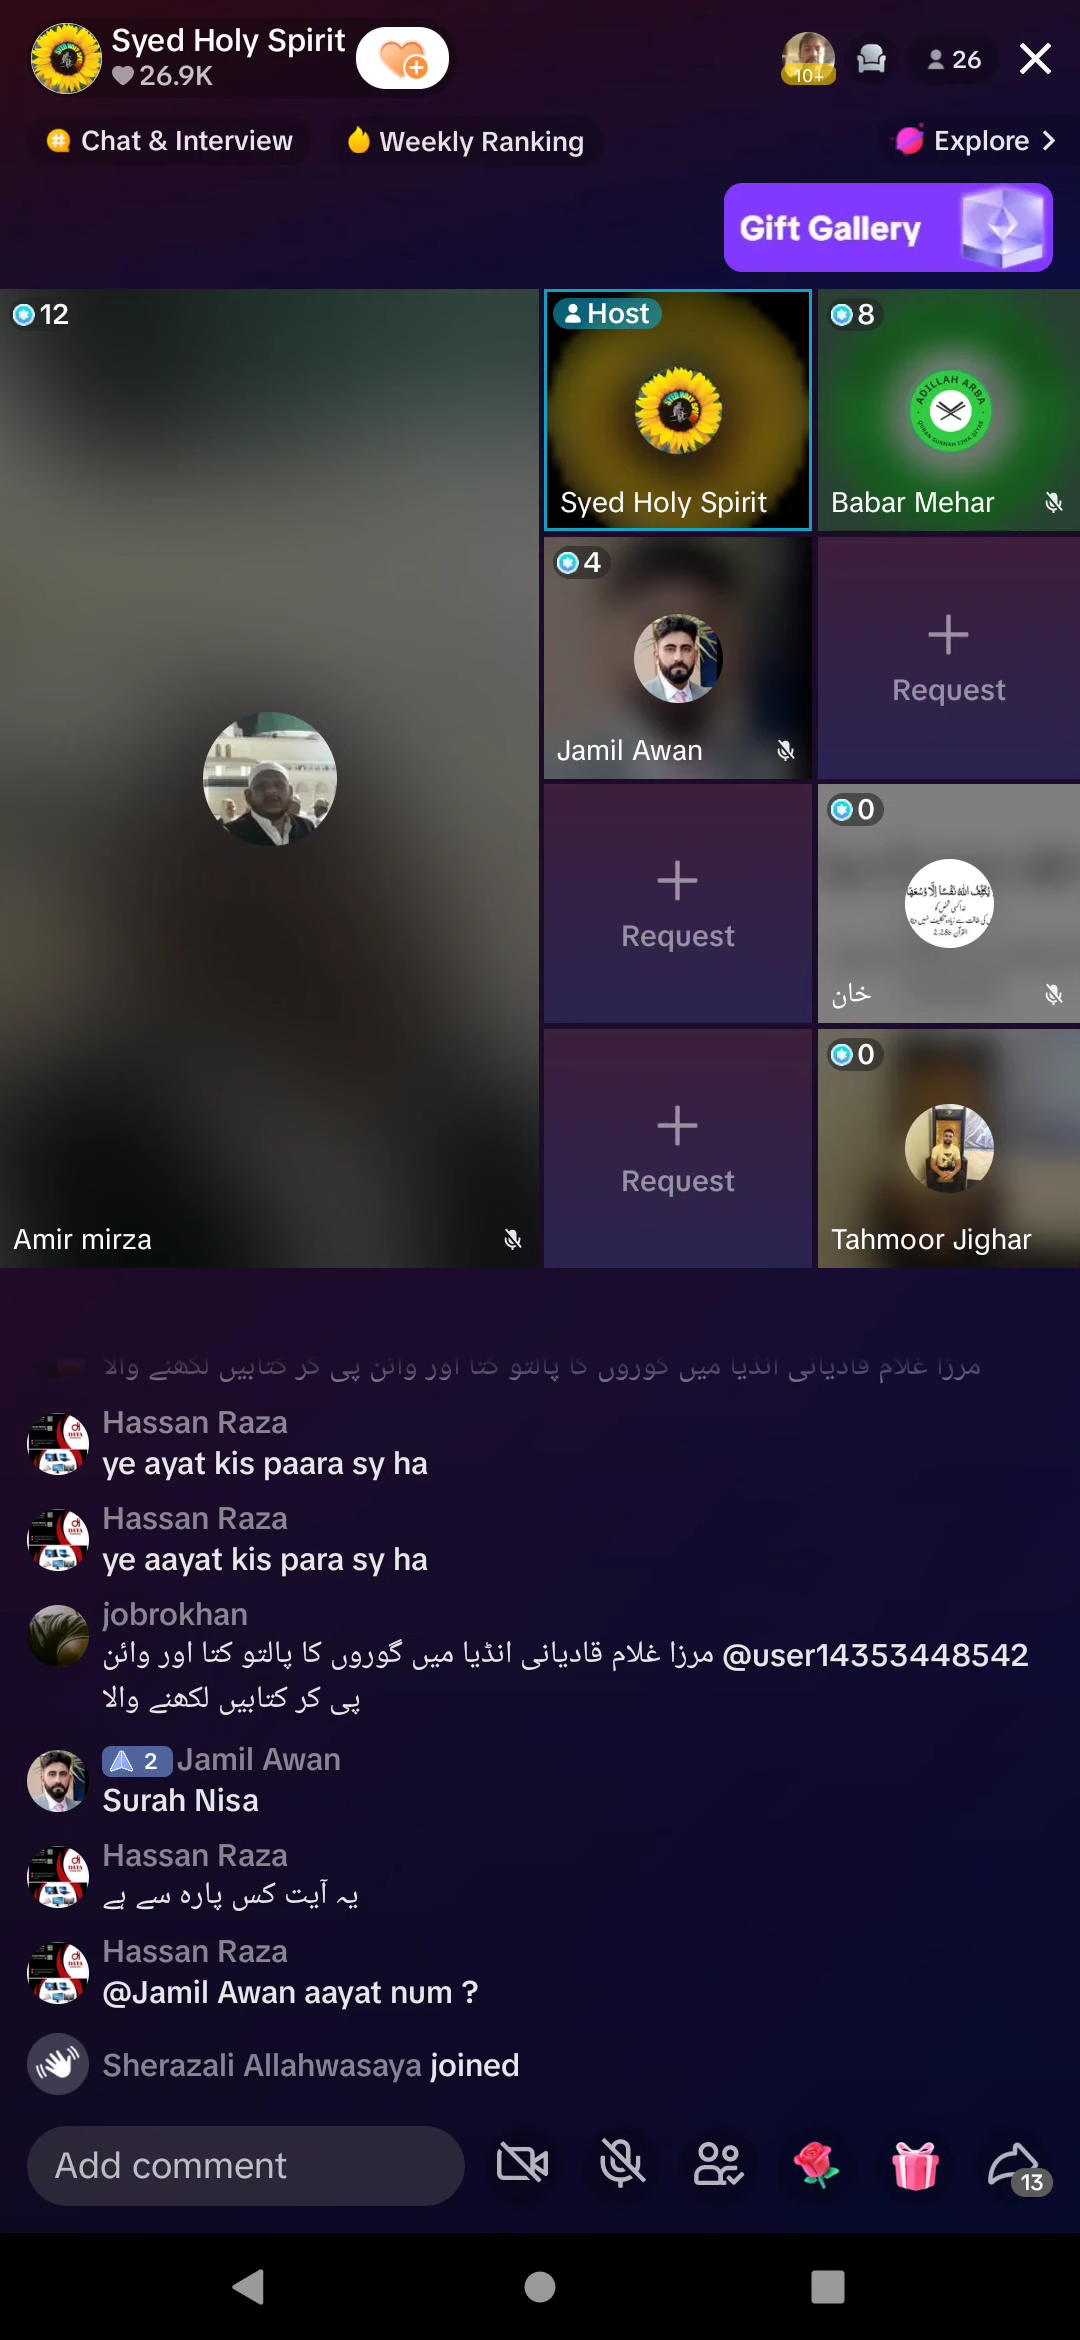 Syed Holy Spirit
26.9K
10+
26
Chat & Interview
Weekly Ranking
Explore
Gift Gallery
12
Host
8
ADILLAH ARBA
Syed Holy Spirit
Babar Mehar
4
Request
Jamil Awan
0
Request
خان
0
Request
Amir mirza
Tahmoor Jighar
مرزا غلام قادیانی انڈیا میں گوروں کا پالتو کتا اور وائن پی کر کتابیں لکھنے والا
Hassan Raza
ye ayat kis paara sy ha
Hassan Raza
ye aayat kis para sy ha
jobrokhan
@user14353448542 مرزا غلام قادیانی انڈیا میں گوروں کا پالتو کتا اور وائن
پی کر کتابیں لکھنے والا
2 Jamil Awan
Surah Nisa
Hassan Raza
یہ آیت کس پارہ سے ہے
Hassan Raza
@Jamil Awan aayat num ?
Sherazali Allahwasaya joined
Add comment
13